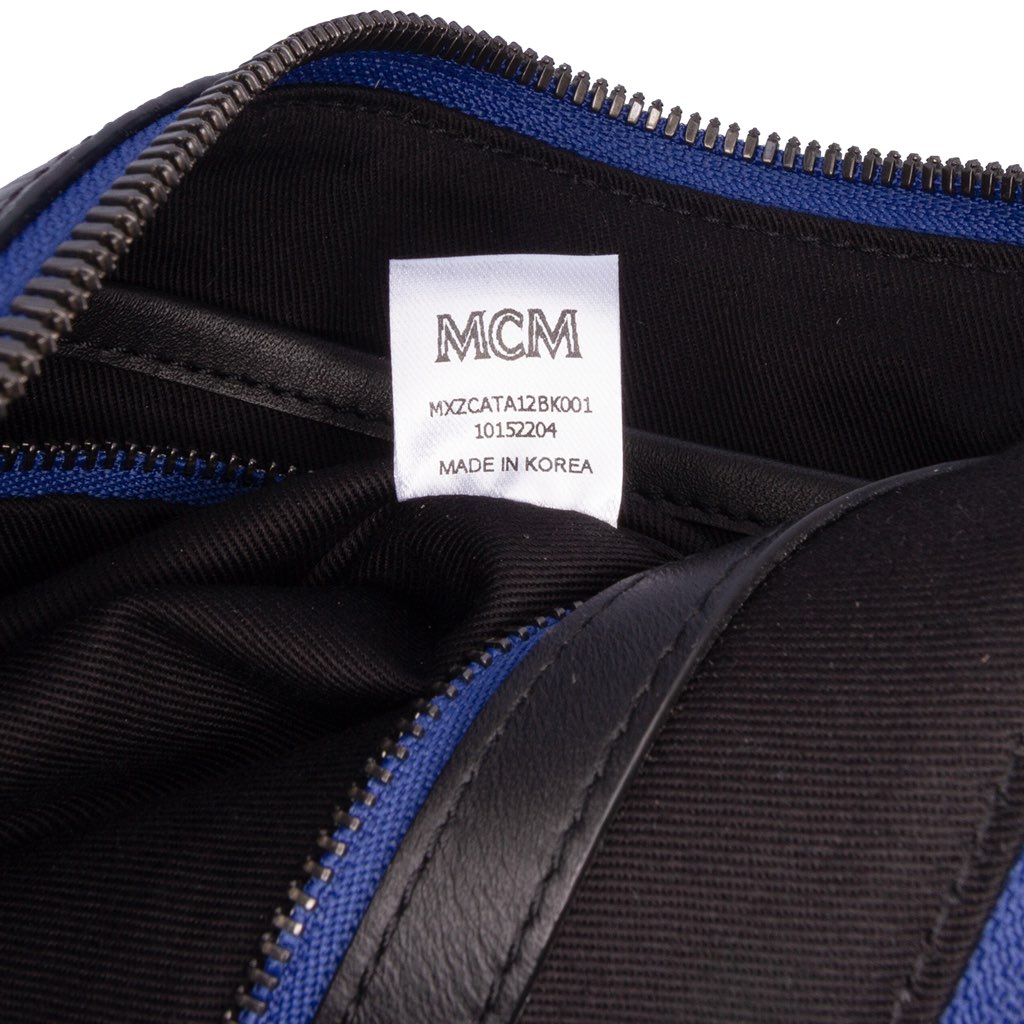 MCM
MXZCATA12BK001
10152204
MADE IN KOREA